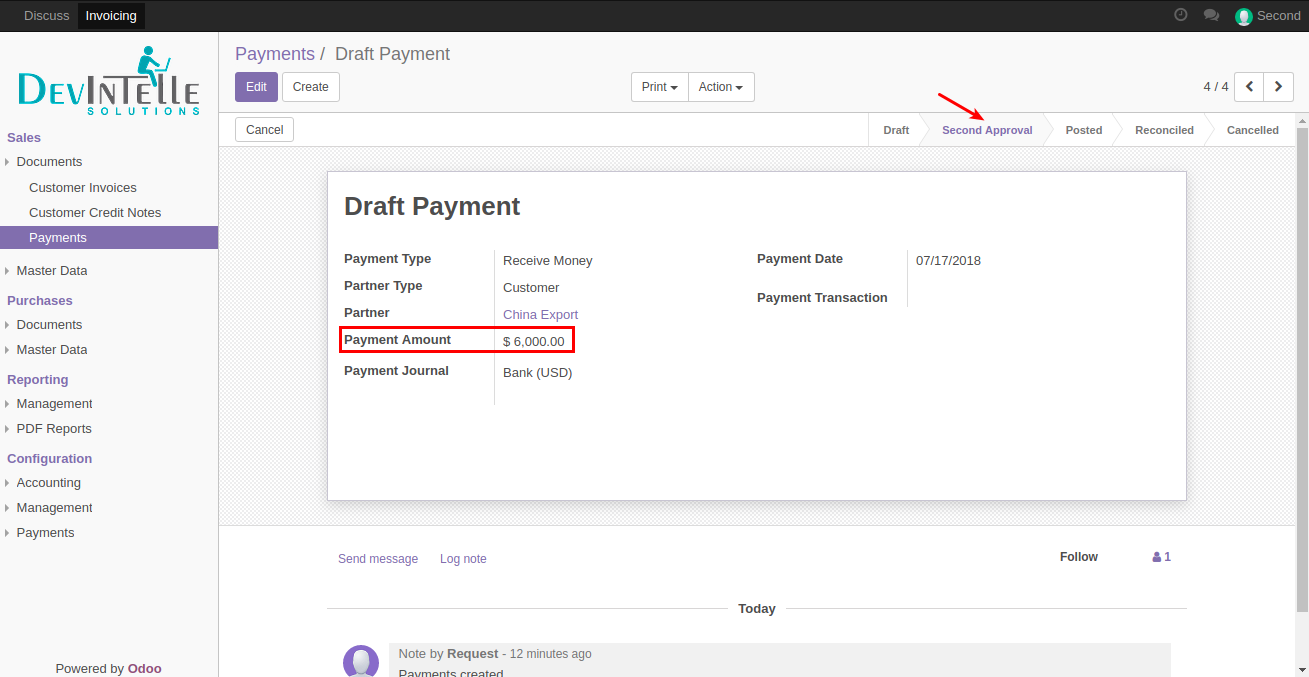 Discuss Invoicing Second
DEVINTELLE
SOLUTIONS
Payments / Draft Payment
Edit Create Print Action 4 / 4
Cancel Draft Second Approval Posted Reconciled Cancelled
Sales
Documents
Customer Invoices
Customer Credit Notes
Payments
Master Data
Purchases
Documents
Master Data
Reporting
Management
PDF Reports
Configuration
Accounting
Management
Payments
Powered by Odoo
Draft Payment
Payment Type Receive Money
Partner Type Customer
Partner China Export
Payment Amount $ 6,000.00
Payment Journal Bank (USD)
Payment Date 07/17/2018
Payment Transaction
Send message Log note Follow 1
Today
Note by Request - 12 minutes ago
Payments created